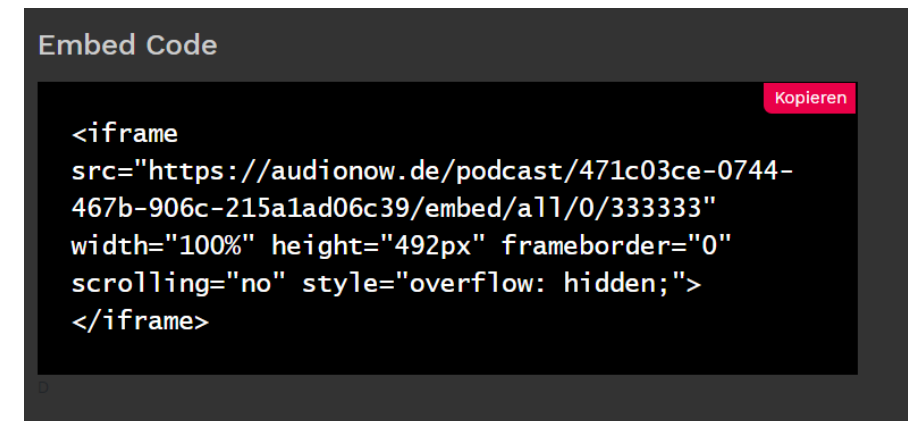 Embed Code
Kopieren
<iframe
src="https://audionow.de/podcast/471c03ce-0744-
467b-906c-215a1ad06c39/embed/all/0/333333"
width="100%" height="492px" frameborder="0"
scrolling="no" style="overflow: hidden;">
</iframe>
D